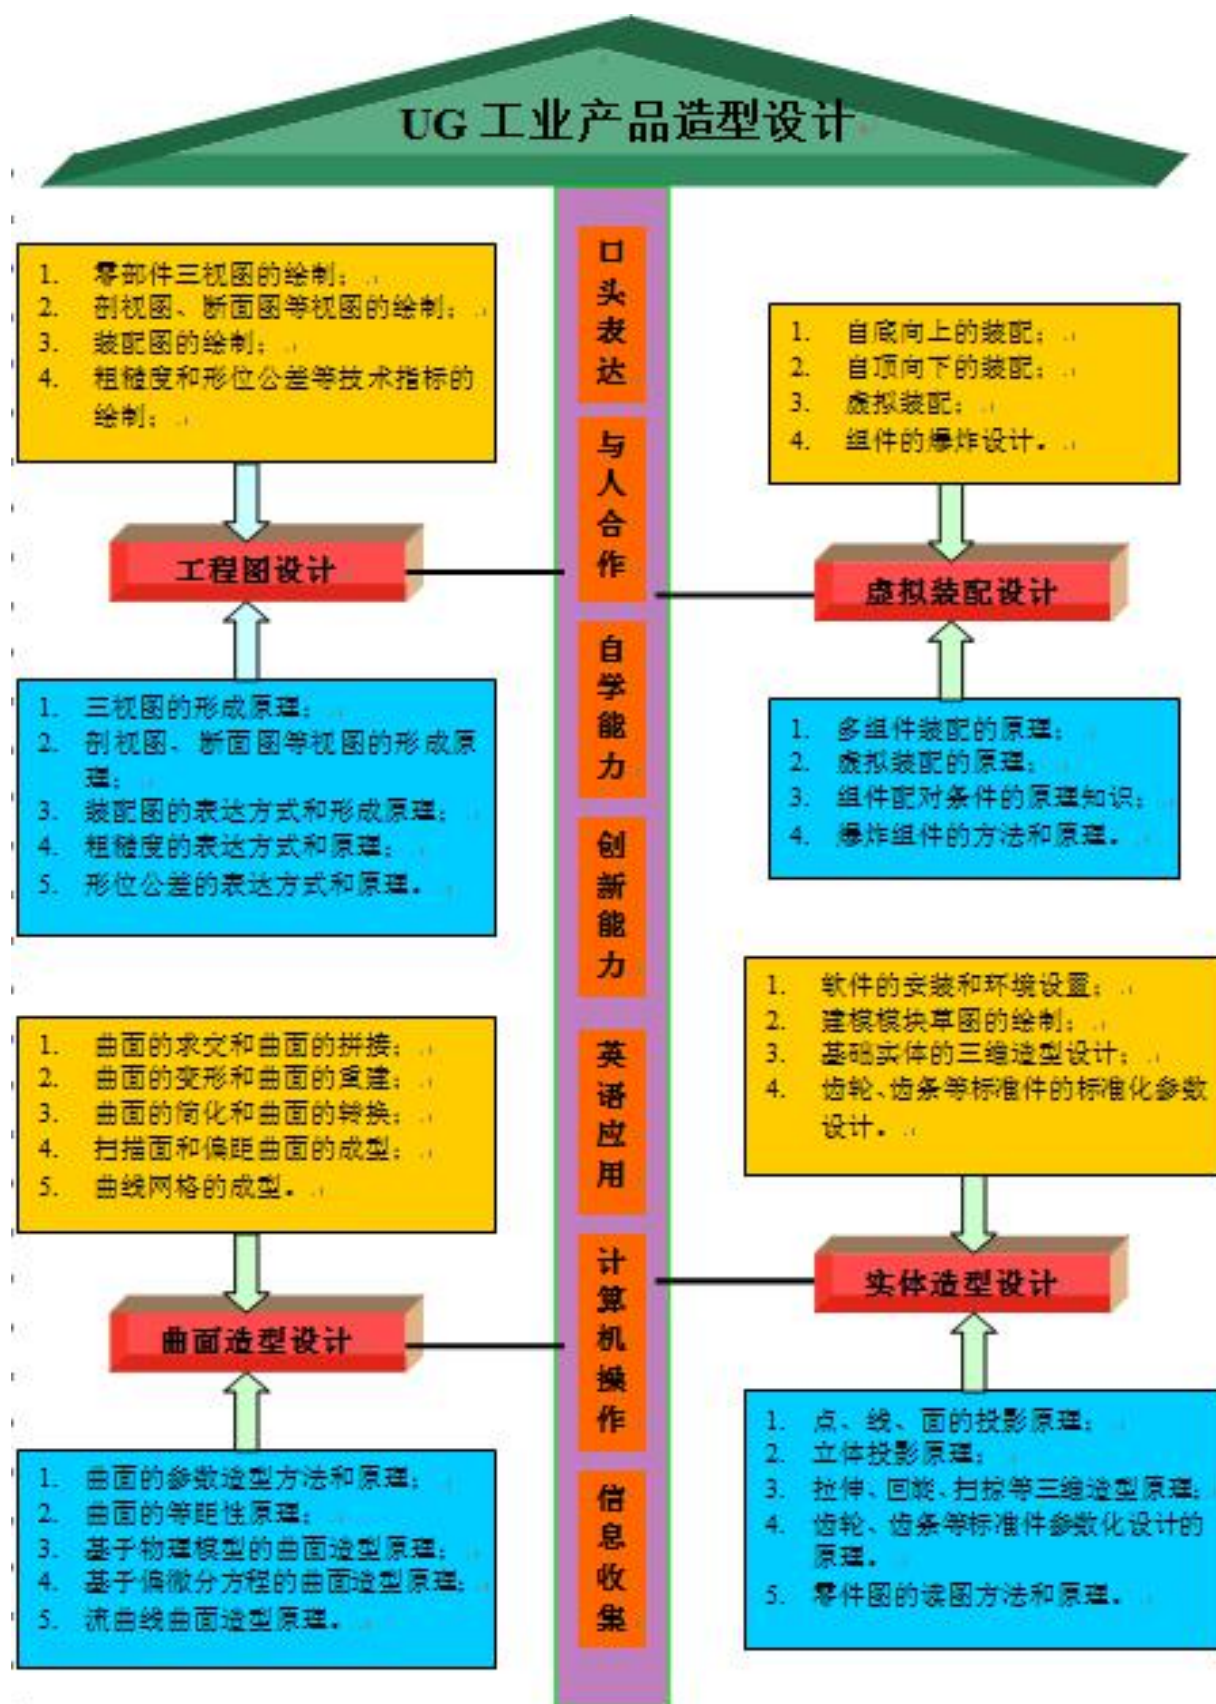 UG 工业产品造型设计
1. 零部件三视图的绘制；
2. 剖视图、断面图等视图的绘制；
3. 装配图的绘制；
4. 粗糙度和形位公差等技术指标的
绘制；
工程图设计
1. 三视图的形成原理；
2. 剖视图、断面图等视图的形成原
理；
3. 装配图的表达方式和形成原理；
4. 粗糙度的表达方式和原理；
5. 形位公差的表达方式和原理。
1. 曲面的求交和曲面的拼接；
2. 曲面的变形和曲面的重建；
3. 曲面的简化和曲面的转换；
4. 扫描面和偏距曲面的成型；
5. 曲线网格的成型。
曲面造型设计
1. 曲面的参数造型方法和原理；
2. 曲面的等距性原理；
3. 基于物理模型的曲面造型原理；
4. 基于偏微分方程的曲面造型原理；
5. 流曲线曲面造型原理。
口头表达
与人合作
自学能力
创新能力
英语应用
计算机操作
信息收集
1. 自底向上的装配；
2. 自顶向下的装配；
3. 虚拟装配；
4. 组件的爆炸设计。
虚拟装配设计
1. 多组件装配的原理；
2. 虚拟装配的原理；
3. 组件配对条件的原理知识；
4. 爆炸组件的方法和原理。
1. 软件的安装和环境设置；
2. 建模模块草图的绘制；
3. 基础实体的三维造型设计；
4. 齿轮、齿条等标准件的标准化参数
设计。
实体造型设计
1. 点、线、面的投影原理；
2. 立体投影原理；
3. 拉伸、回旋、扫掠等三维造型原理；
4. 齿轮、齿条等标准件参数化设计的
原理。
5. 零件图的读图方法和原理。